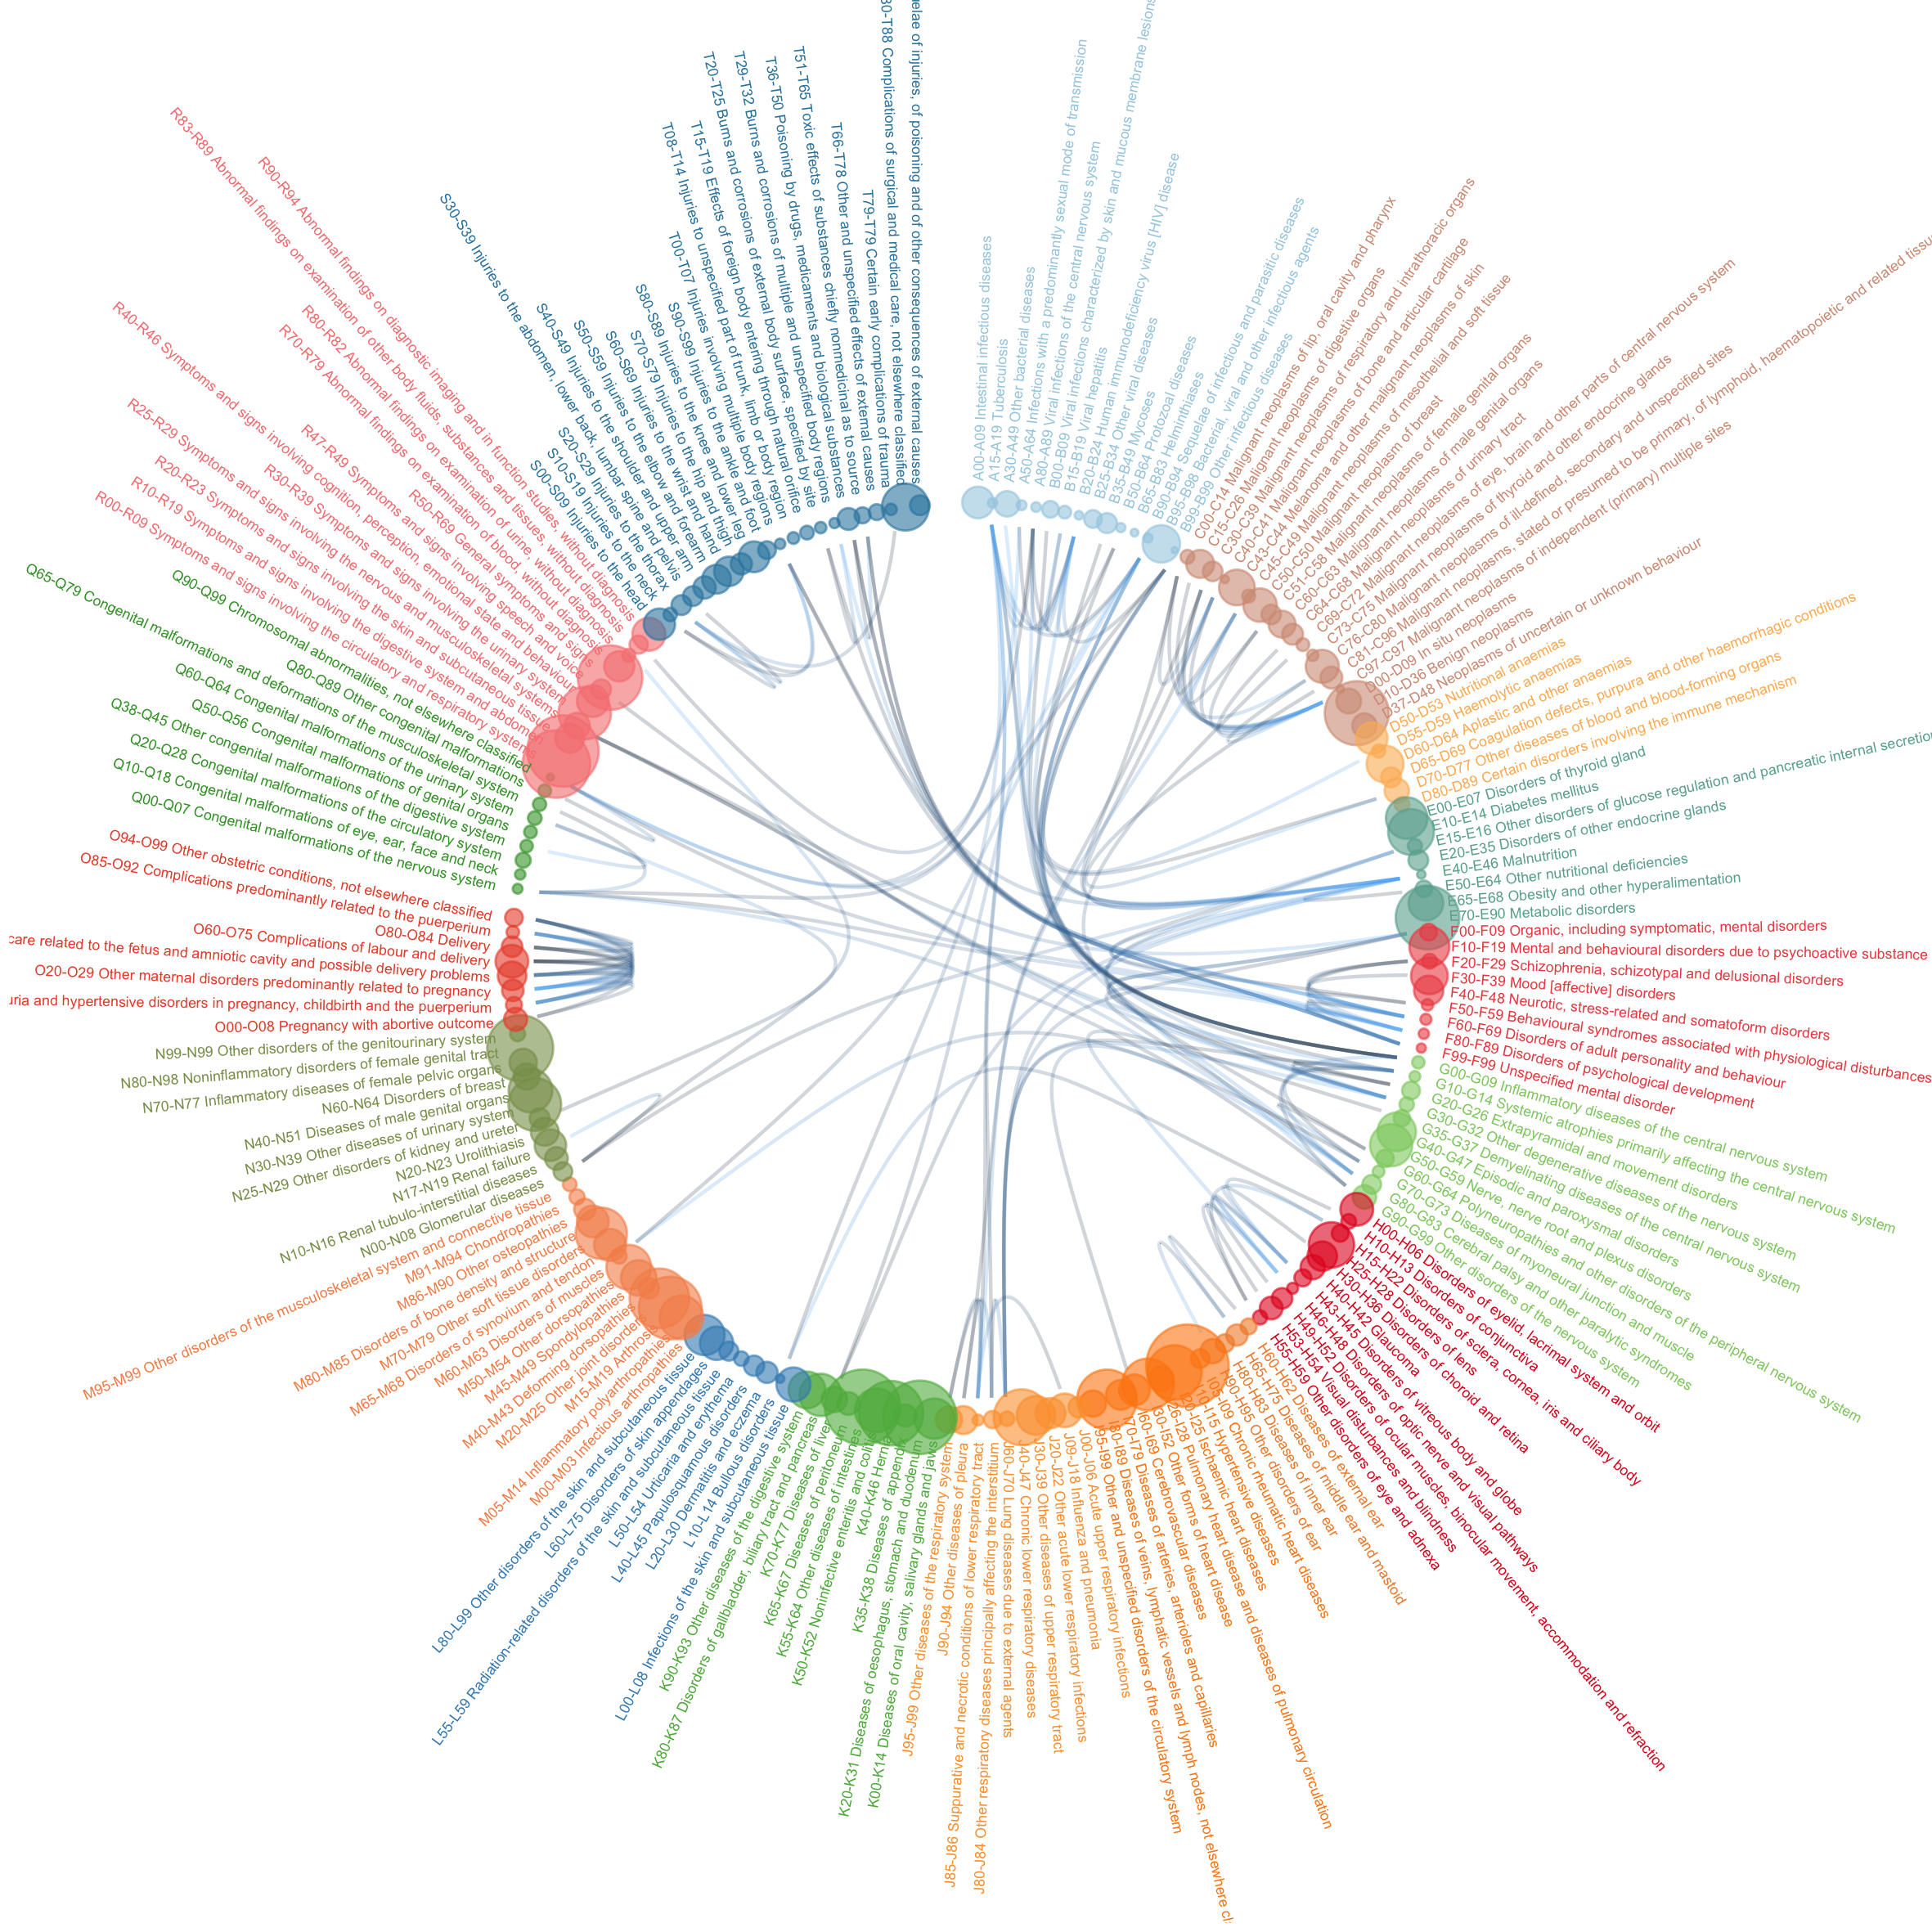 A00-A09 Intestinal infectious diseases
A15-A19 Tuberculosis
A30-A49 Other bacterial diseases
A50-A64 Infections with a predominantly sexual mode of transmission
A80-A89 Viral infections of the central nervous system
B00-B09 Viral infections characterized by skin and mucous membrane lesions
B15-B19 Viral hepatitis
B20-B24 Human immunodeficiency virus [HIV] disease
B25-B34 Other viral diseases
B35-B49 Mycoses
B50-B64 Protozoal diseases
B65-B83 Helminthiases
B90-B94 Sequelae of infectious and parasitic diseases
B95-B98 Bacterial, viral and other infectious agents
B99-B99 Other infectious diseases
C00-C14 Malignant neoplasms of lip, oral cavity and pharynx
C15-C26 Malignant neoplasms of digestive organs
C30-C39 Malignant neoplasms of respiratory and intrathoracic organs
C40-C41 Malignant neoplasms of bone and articular cartilage
C43-C44 Melanoma and other malignant neoplasms of skin
C45-C49 Malignant neoplasms of mesothelial and soft tissue
C50-C50 Malignant neoplasm of breast
C51-C58 Malignant neoplasms of female genital organs
C60-C63 Malignant neoplasms of male genital organs
C64-C68 Malignant neoplasms of urinary tract
C69-C72 Malignant neoplasms of eye, brain and other parts of central nervous system
C73-C75 Malignant neoplasms of thyroid and other endocrine glands
C76-C80 Malignant neoplasms of ill-defined, secondary and unspecified sites
C81-C96 Malignant neoplasms, stated or presumed to be primary, of lymphoid, haematopoietic and related tissue
C97-C97 Malignant neoplasms of independent (primary) multiple sites
D00-D09 In situ neoplasms
D10-D36 Benign neoplasms
D37-D48 Neoplasms of uncertain or unknown behaviour
D50-D53 Nutritional anaemias
D55-D59 Haemolytic anaemias
D60-D64 Aplastic and other anaemias
D65-D69 Coagulation defects, purpura and other haemorrhagic conditions
D70-D77 Other diseases of blood and blood-forming organs
D80-D89 Certain disorders involving the immune mechanism
E00-E07 Disorders of thyroid gland
E10-E14 Diabetes mellitus
E15-E16 Other disorders of glucose regulation and pancreatic internal secretion
E20-E35 Disorders of other endocrine glands
E40-E46 Malnutrition
E50-E64 Other nutritional deficiencies
E65-E68 Obesity and other hyperalimentation
E70-E90 Metabolic disorders
F00-F09 Organic, including symptomatic, mental disorders
F10-F19 Mental and behavioural disorders due to psychoactive substance
F20-F29 Schizophrenia, schizotypal and delusional disorders
F30-F39 Mood [affective] disorders
F40-F48 Neurotic, stress-related and somatoform disorders
F50-F59 Behavioural syndromes associated with physiological disturbances
F60-F69 Disorders of adult personality and behaviour
F80-F89 Disorders of psychological development
F99-F99 Unspecified mental disorder
G00-G09 Inflammatory diseases of the central nervous system
G10-G14 Systemic atrophies primarily affecting the central nervous system
G20-G26 Extrapyramidal and movement disorders
G30-G32 Other degenerative diseases of the nervous system
G35-G37 Demyelinating diseases of the central nervous system
G40-G47 Episodic and paroxysmal disorders
G50-G59 Nerve, nerve root and plexus disorders
G60-G64 Polyneuropathies and other disorders of the peripheral nervous system
G70-G73 Diseases of myoneural junction and muscle
G80-G83 Cerebral palsy and other paralytic syndromes
G90-G99 Other disorders of the nervous system
H00-H06 Disorders of eyelid, lacrimal system and orbit
H10-H13 Disorders of conjunctiva
H15-H22 Disorders of sclera, cornea, iris and ciliary body
H25-H28 Disorders of lens
H30-H36 Disorders of choroid and retina
H40-H42 Glaucoma
H43-H45 Disorders of vitreous body and globe
H46-H48 Disorders of optic nerve and visual pathways
H49-H52 Disorders of ocular muscles, binocular movement, accommodation and refraction
H53-H54 Visual disturbances and blindness
H55-H59 Other disorders of eye and adnexa
H60-H62 Diseases of external ear
H65-H75 Diseases of middle ear and mastoid
H80-H83 Diseases of inner ear
H90-H95 Other disorders of ear
I05-I09 Chronic rheumatic heart diseases
I10-I15 Hypertensive diseases
I20-I25 Ischaemic heart diseases
I26-I28 Pulmonary heart disease and diseases of pulmonary circulation
I30-I52 Other forms of heart disease
I60-I69 Cerebrovascular diseases
I70-I79 Diseases of arteries, arterioles and capillaries
I80-I89 Diseases of veins, lymphatic vessels and lymph nodes, not elsewhere
I95-I99 Other and unspecified disorders of the circulatory system
J00-J06 Acute upper respiratory infections
J09-J18 Influenza and pneumonia
J20-J22 Other acute lower respiratory infections
J30-J39 Other diseases of upper respiratory tract
J40-J47 Chronic lower respiratory diseases
J60-J70 Lung diseases due to external agents
J80-J84 Other respiratory diseases principally affecting the interstitium
J85-J86 Suppurative and necrotic conditions of lower respiratory tract
J90-J94 Other diseases of pleura
J95-J99 Other diseases of the respiratory system
K00-K14 Diseases of oral cavity, salivary glands and jaws
K20-K31 Diseases of oesophagus, stomach and duodenum
K35-K38 Diseases of appendix
K40-K46 Hernia
K50-K52 Noninfective enteritis and colitis
K55-K64 Other diseases of intestines
K65-K67 Diseases of peritoneum
K70-K77 Diseases of liver
K80-K87 Disorders of gallbladder, biliary tract and pancreas
K90-K93 Other diseases of the digestive system
L00-L08 Infections of the skin and subcutaneous tissue
L10-L14 Bullous disorders
L20-L30 Dermatitis and eczema
L40-L45 Papulosquamous disorders
L50-L54 Urticaria and erythema
L55-L59 Radiation-related disorders of the skin and subcutaneous tissue
L60-L75 Disorders of skin appendages
L80-L99 Other disorders of the skin and subcutaneous tissue
M00-M03 Infectious arthropathies
M05-M14 Inflammatory polyarthropathies
M15-M19 Arthrosis
M20-M25 Other joint disorders
M40-M43 Deforming dorsopathies
M45-M49 Spondylopathies
M50-M54 Other dorsopathies
M60-M63 Disorders of muscles
M65-M68 Disorders of synovium and tendon
M70-M79 Other soft tissue disorders
M80-M85 Disorders of bone density and structure
M86-M90 Other osteopathies
M91-M94 Chondropathies
M95-M99 Other disorders of the musculoskeletal system and connective tissue
N00-N08 Glomerular diseases
N10-N16 Renal tubulo-interstitial diseases
N17-N19 Renal failure
N20-N23 Urolithiasis
N25-N29 Other disorders of kidney and ureter
N30-N39 Other diseases of urinary system
N40-N51 Diseases of male genital organs
N60-N64 Disorders of breast
N70-N77 Inflammatory diseases of female pelvic organs
N80-N98 Noninflammatory disorders of female genital tract
N99-N99 Other disorders of the genitourinary system
O00-O08 Pregnancy with abortive outcome
uria and hypertensive disorders in pregnancy, childbirth and the puerperium
O20-O29 Other maternal disorders predominantly related to pregnancy
care related to the fetus and amniotic cavity and possible delivery problems
O60-O75 Complications of labour and delivery
O80-O84 Delivery
O85-O92 Complications predominantly related to the puerperium
O94-O99 Other obstetric conditions, not elsewhere classified
Q00-Q07 Congenital malformations of the nervous system
Q10-Q18 Congenital malformations of eye, ear, face and neck
Q20-Q28 Congenital malformations of the circulatory system
Q38-Q45 Other congenital malformations of the digestive system
Q50-Q56 Congenital malformations of genital organs
Q60-Q64 Congenital malformations of the urinary system
Q65-Q79 Congenital malformations and deformations of the musculoskeletal system
Q80-Q89 Other congenital malformations
Q90-Q99 Chromosomal abnormalities, not elsewhere classified
R00-R09 Symptoms and signs involving the circulatory and respiratory systems
R10-R19 Symptoms and signs involving the digestive system and abdomen
R20-R23 Symptoms and signs involving the skin and subcutaneous tissue
R25-R29 Symptoms and signs involving the nervous and musculoskeletal systems
R30-R39 Symptoms and signs involving the urinary system
R40-R46 Symptoms and signs involving cognition, perception, emotional state and behaviour
R47-R49 Symptoms and signs involving speech and voice
R50-R69 General symptoms and signs
R70-R79 Abnormal findings on examination of blood, without diagnosis
R80-R82 Abnormal findings on examination of urine, without diagnosis
R83-R89 Abnormal findings on examination of other body fluids, substances and tissues, without diagnosis
R90-R94 Abnormal findings on diagnostic imaging and in function studies, without diagnosis
S00-S09 Injuries to the head
S10-S19 Injuries to the neck
S20-S29 Injuries to the thorax
S30-S39 Injuries to the abdomen, lower back, lumbar spine and pelvis
S40-S49 Injuries to the shoulder and upper arm
S50-S59 Injuries to the elbow and forearm
S60-S69 Injuries to the wrist and hand
S70-S79 Injuries to the hip and thigh
S80-S89 Injuries to the knee and lower leg
S90-S99 Injuries to the ankle and foot
T00-T07 Injuries involving multiple body regions
T08-T14 Injuries to unspecified part of trunk, limb or body region
T15-T19 Effects of foreign body entering through natural orifice
T20-T25 Burns and corrosions of external body surface, specified by site
T29-T32 Burns and corrosions of multiple and unspecified body regions
T36-T50 Poisoning by drugs, medicaments and biological substances
T51-T65 Toxic effects of substances chiefly nonmedicinal as to source
T66-T78 Other and unspecified effects of external causes
T79-T79 Certain early complications of trauma
80-T88 Complications of surgical and medical care, not elsewhere classified
elae of injuries, of poisoning and of other consequences of external causes